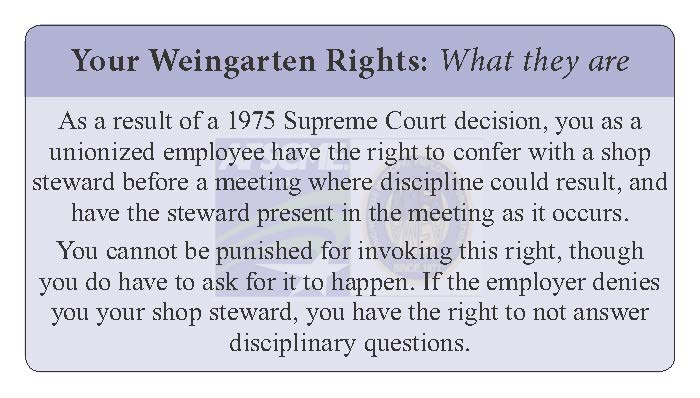 Your Weingarten Rights: What they are
As a result of a 1975 Supreme Court decision, you as a
unionized employee have the right to confer with a shop
steward before a meeting where discipline could result, and
have the steward present in the meeting as it occurs.
You cannot be punished for invoking this right, though
you do have to ask for it to happen. If the employer denies
you your shop steward, you have the right to not answer
disciplinary questions.
AFSCME